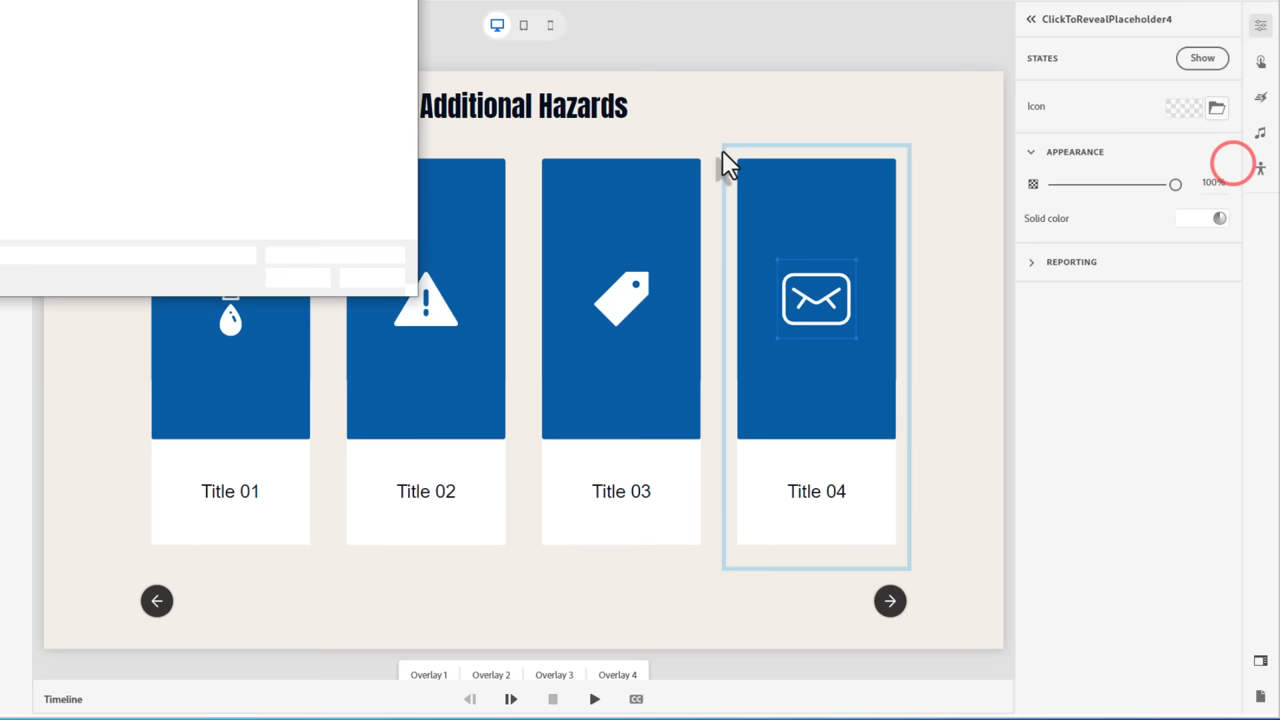 ClickToRevealPlaceholder4
STATES
Show
Icon
APPEARANCE
100%
Solid color
REPORTING
Additional Hazards
Title 01
Title 02
Title 03
Title 04
Overlay 1
Overlay 2
Overlay 3
Overlay 4
Timeline
CC